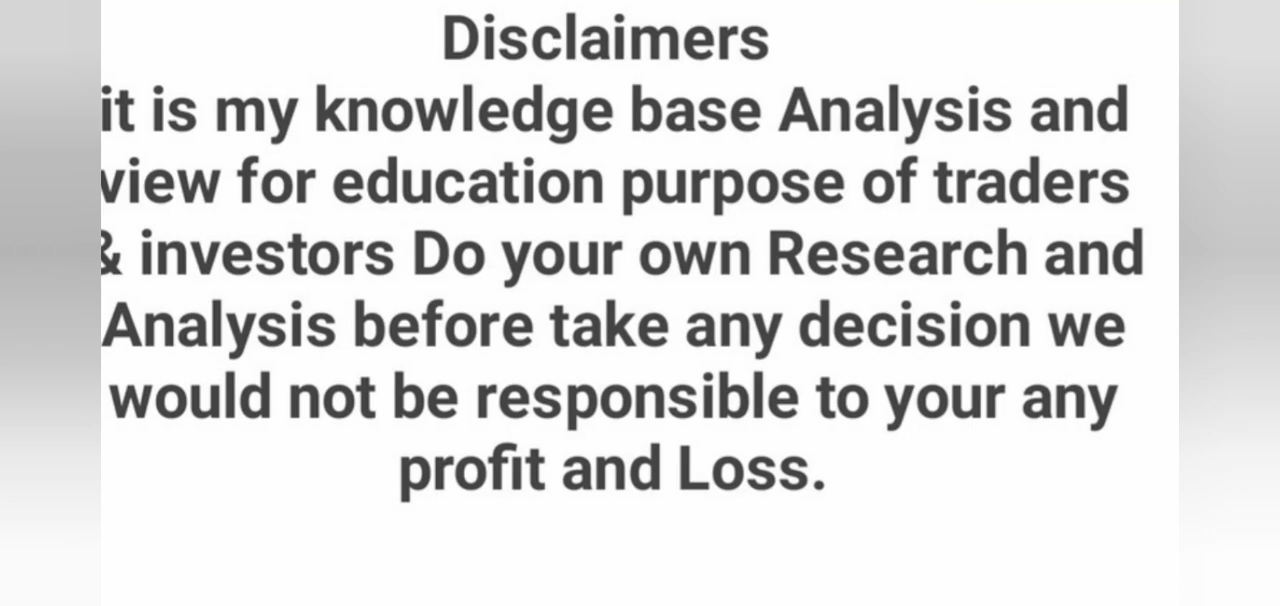 Disclaimers
it is my knowledge base Analysis and
view for education purpose of traders
& investors Do your own Research and
Analysis before take any decision we
would not be responsible to your any
profit and Loss.